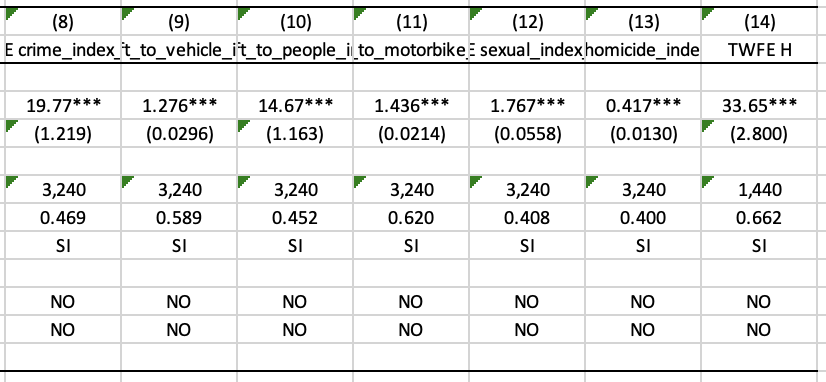 (8) (9) (10) (11) (12) (13) (14)
E crime_index_ ft_to_vehicle_i ft_to_people_i _to_motorbike_ E sexual_index homicide_inde TWFE H
19.77*** 1.276*** 14.67*** 1.436*** 1.767*** 0.417*** 33.65***
(1.219) (0.0296) (1.163) (0.0214) (0.0558) (0.0130) (2.800)
3,240 3,240 3,240 3,240 3,240 3,240 1,440
0.469 0.589 0.452 0.620 0.408 0.400 0.662
SI SI SI SI SI SI SI
NO NO NO NO NO NO NO
NO NO NO NO NO NO NO